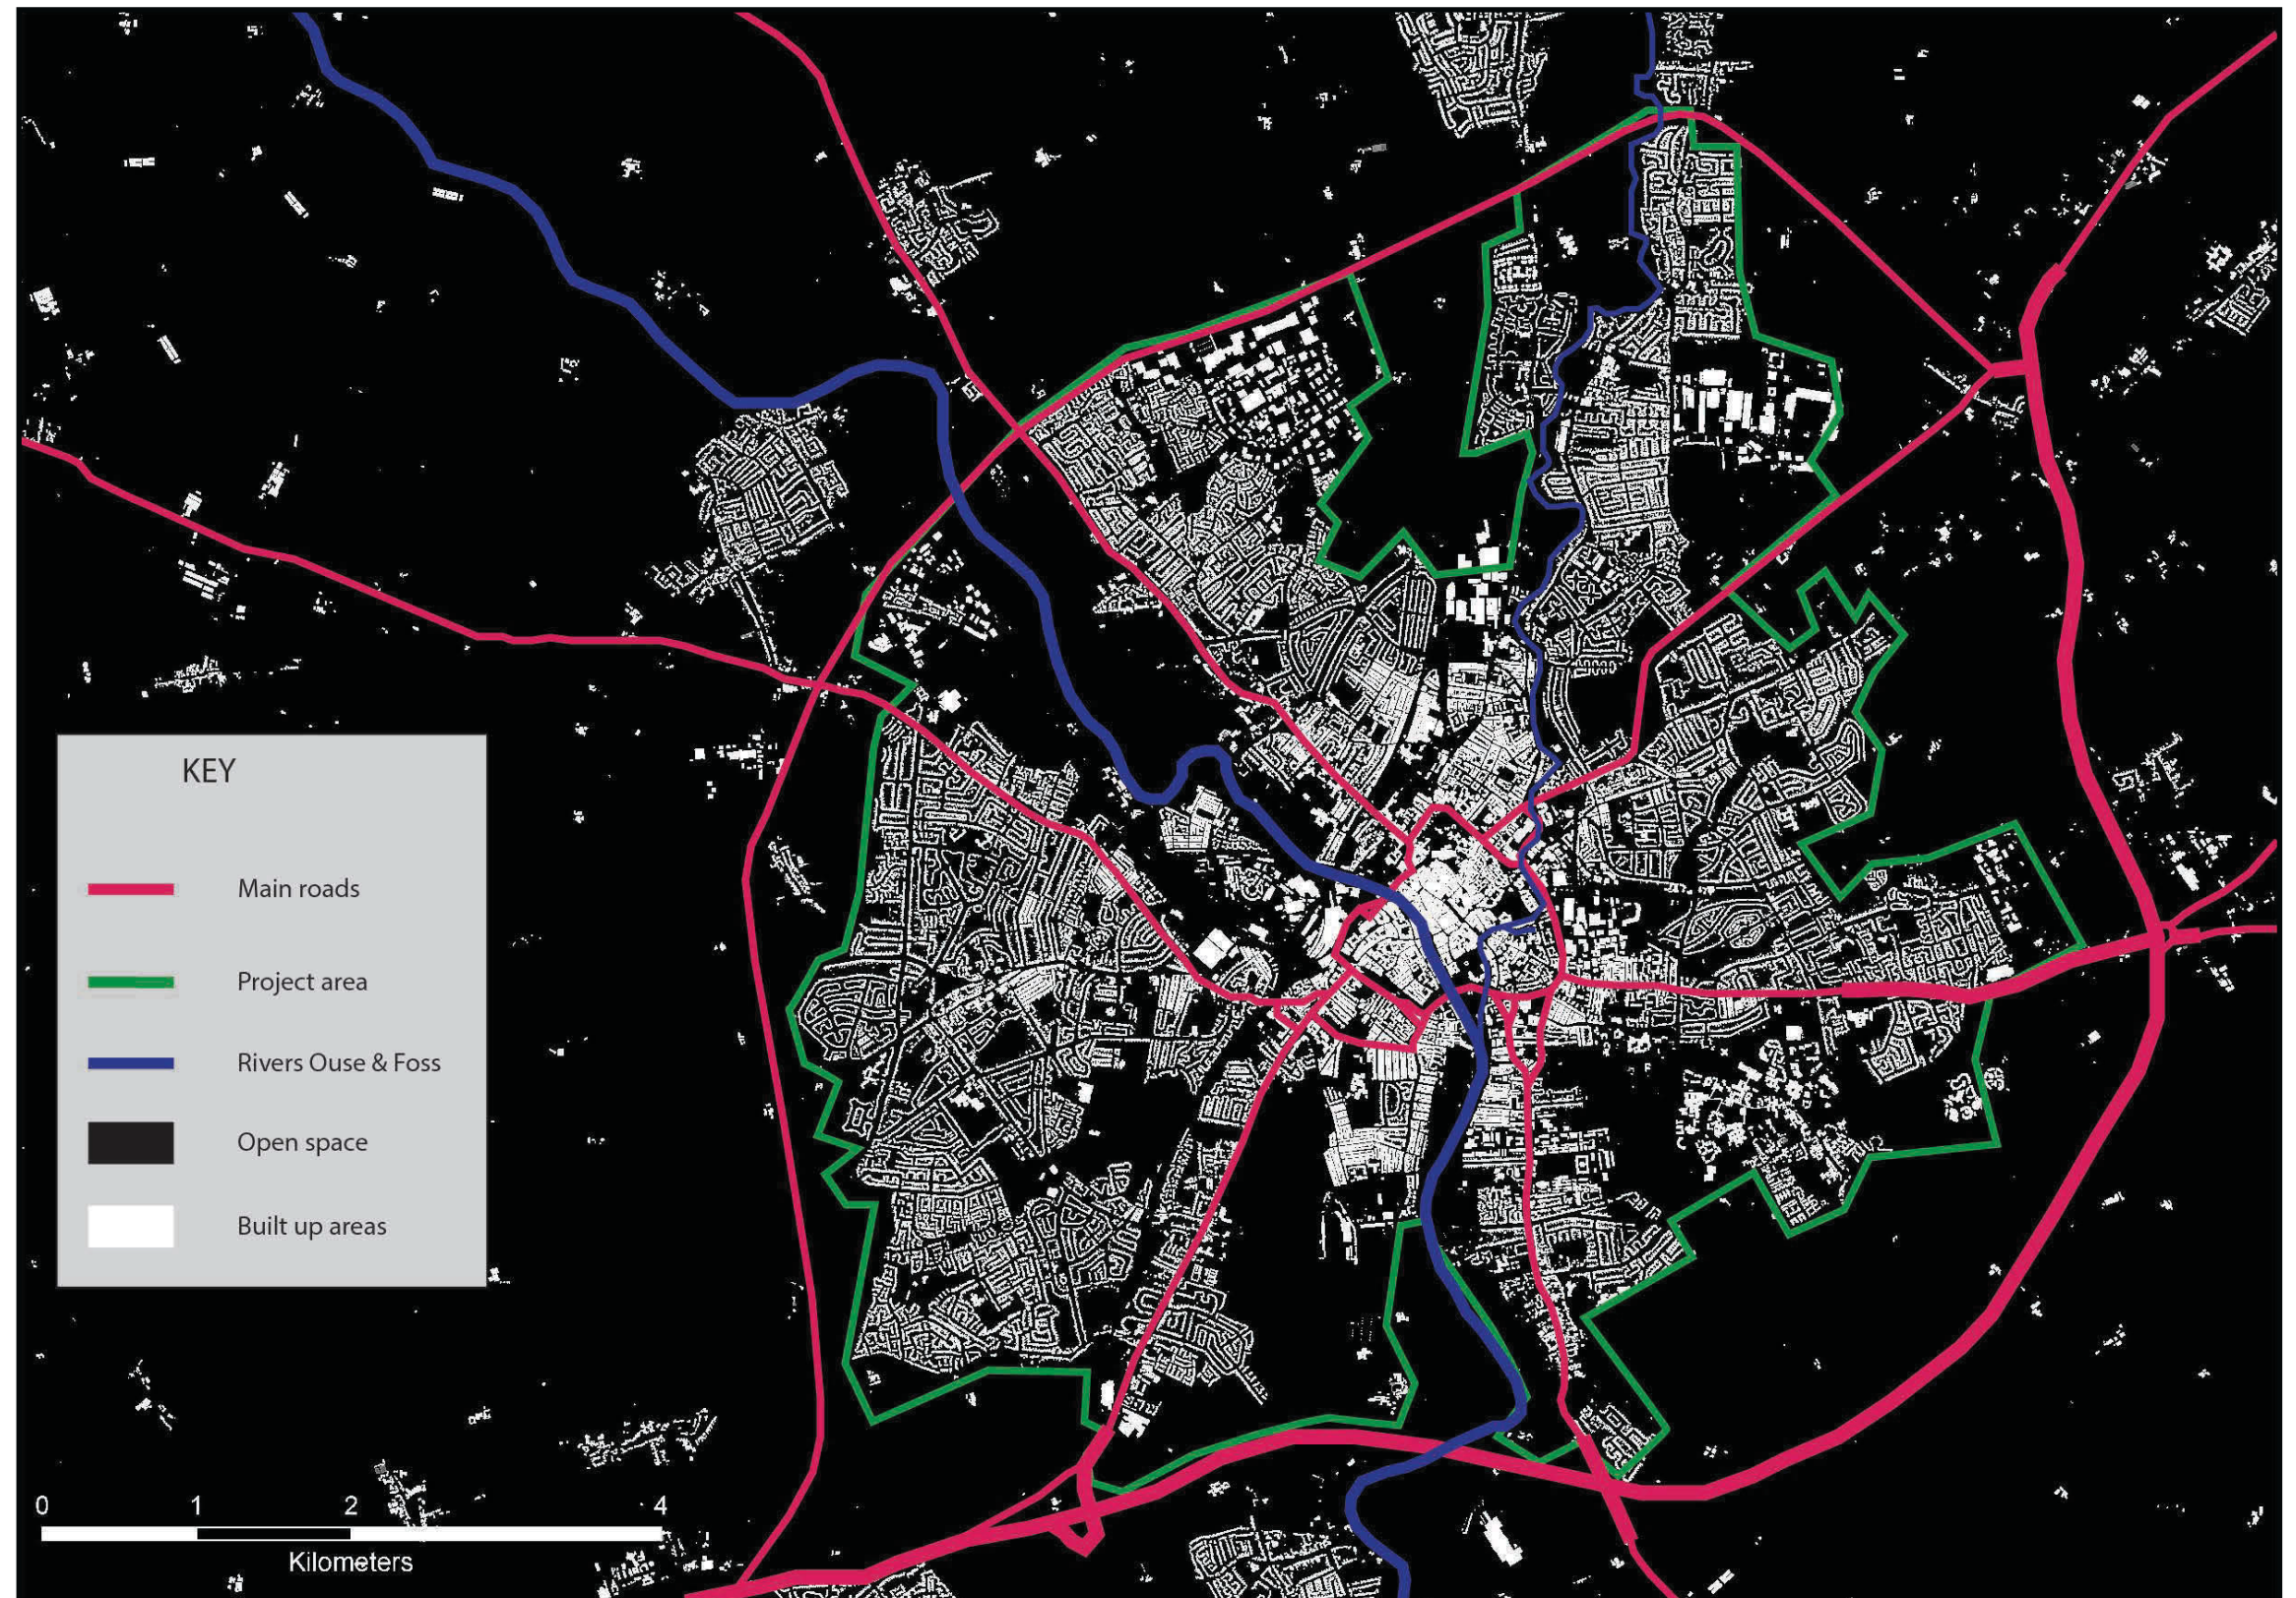 KEY
Main roads
Project area
Rivers Ouse & Foss
Open space
Built up areas
0 1 2 4
Kilometers